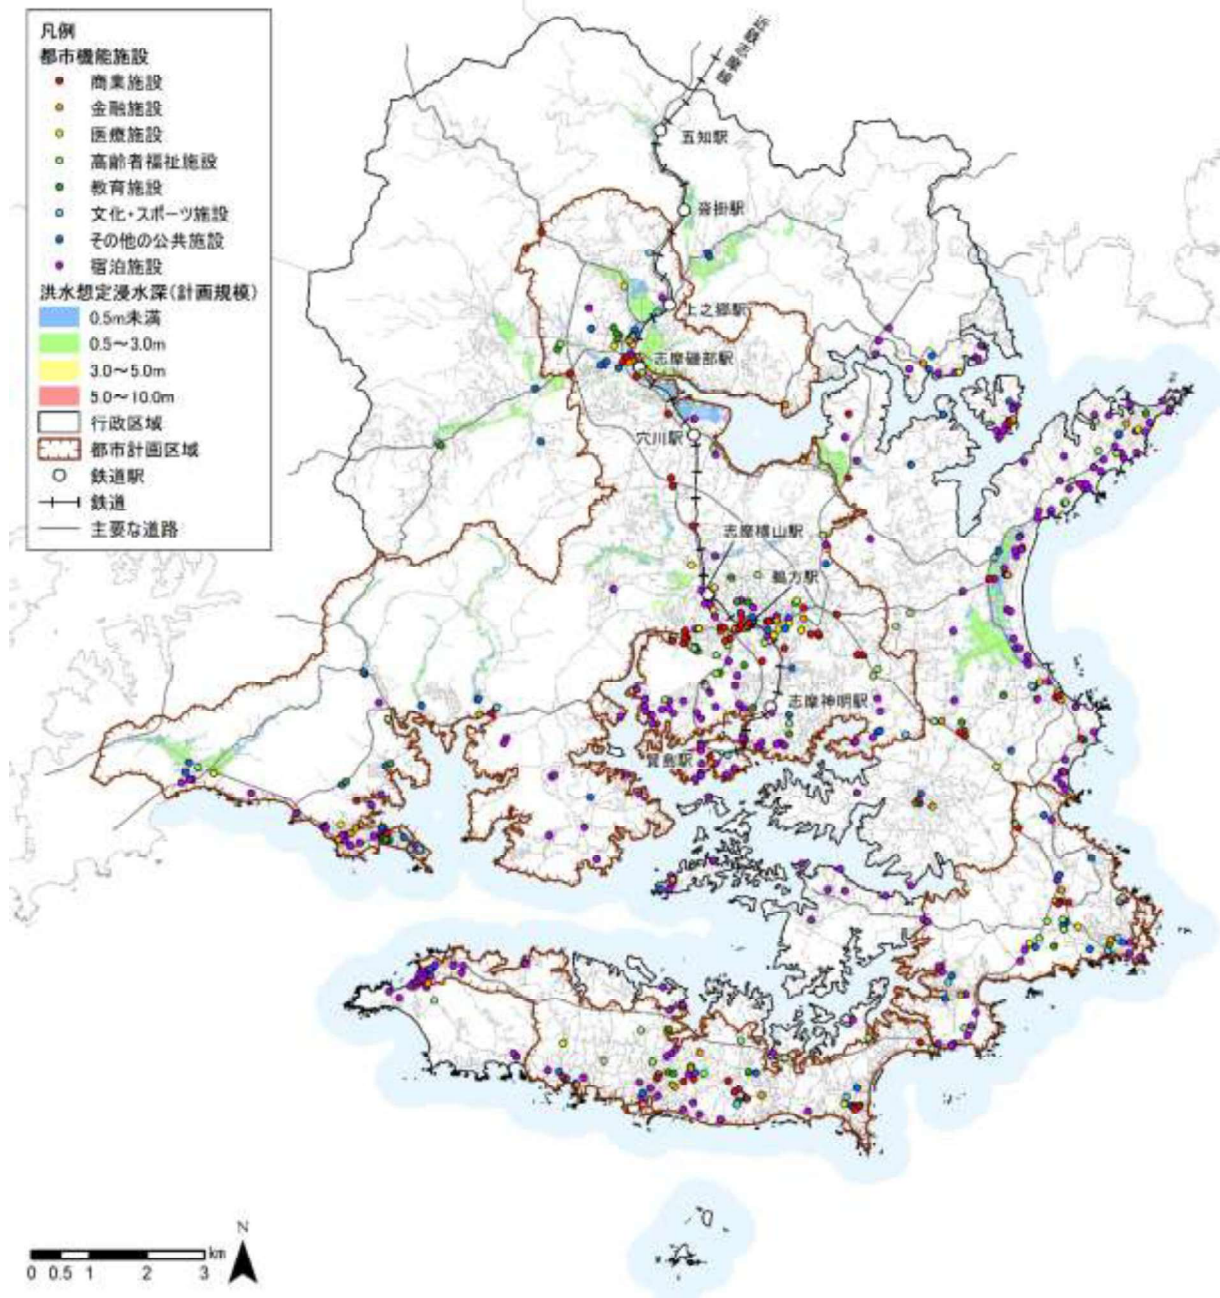 凡例
都市機能施設
商業施設
金融施設
医療施設
高齢者福祉施設
教育施設
文化・スポーツ施設
その他の公共施設
宿泊施設
洪水想定浸水深(計画規模)
0.5m未満
0.5～3.0m
3.0～5.0m
5.0～10.0m
行政区域
都市計画区域
鉄道駅
鉄道
主要な道路
近鉄志摩線
五知駅
沓掛駅
上之郷駅
志摩磯部駅
穴川駅
志摩横山駅
鵜方駅
志摩神明駅
賢島駅
N
km
0 0.5 1 2 3